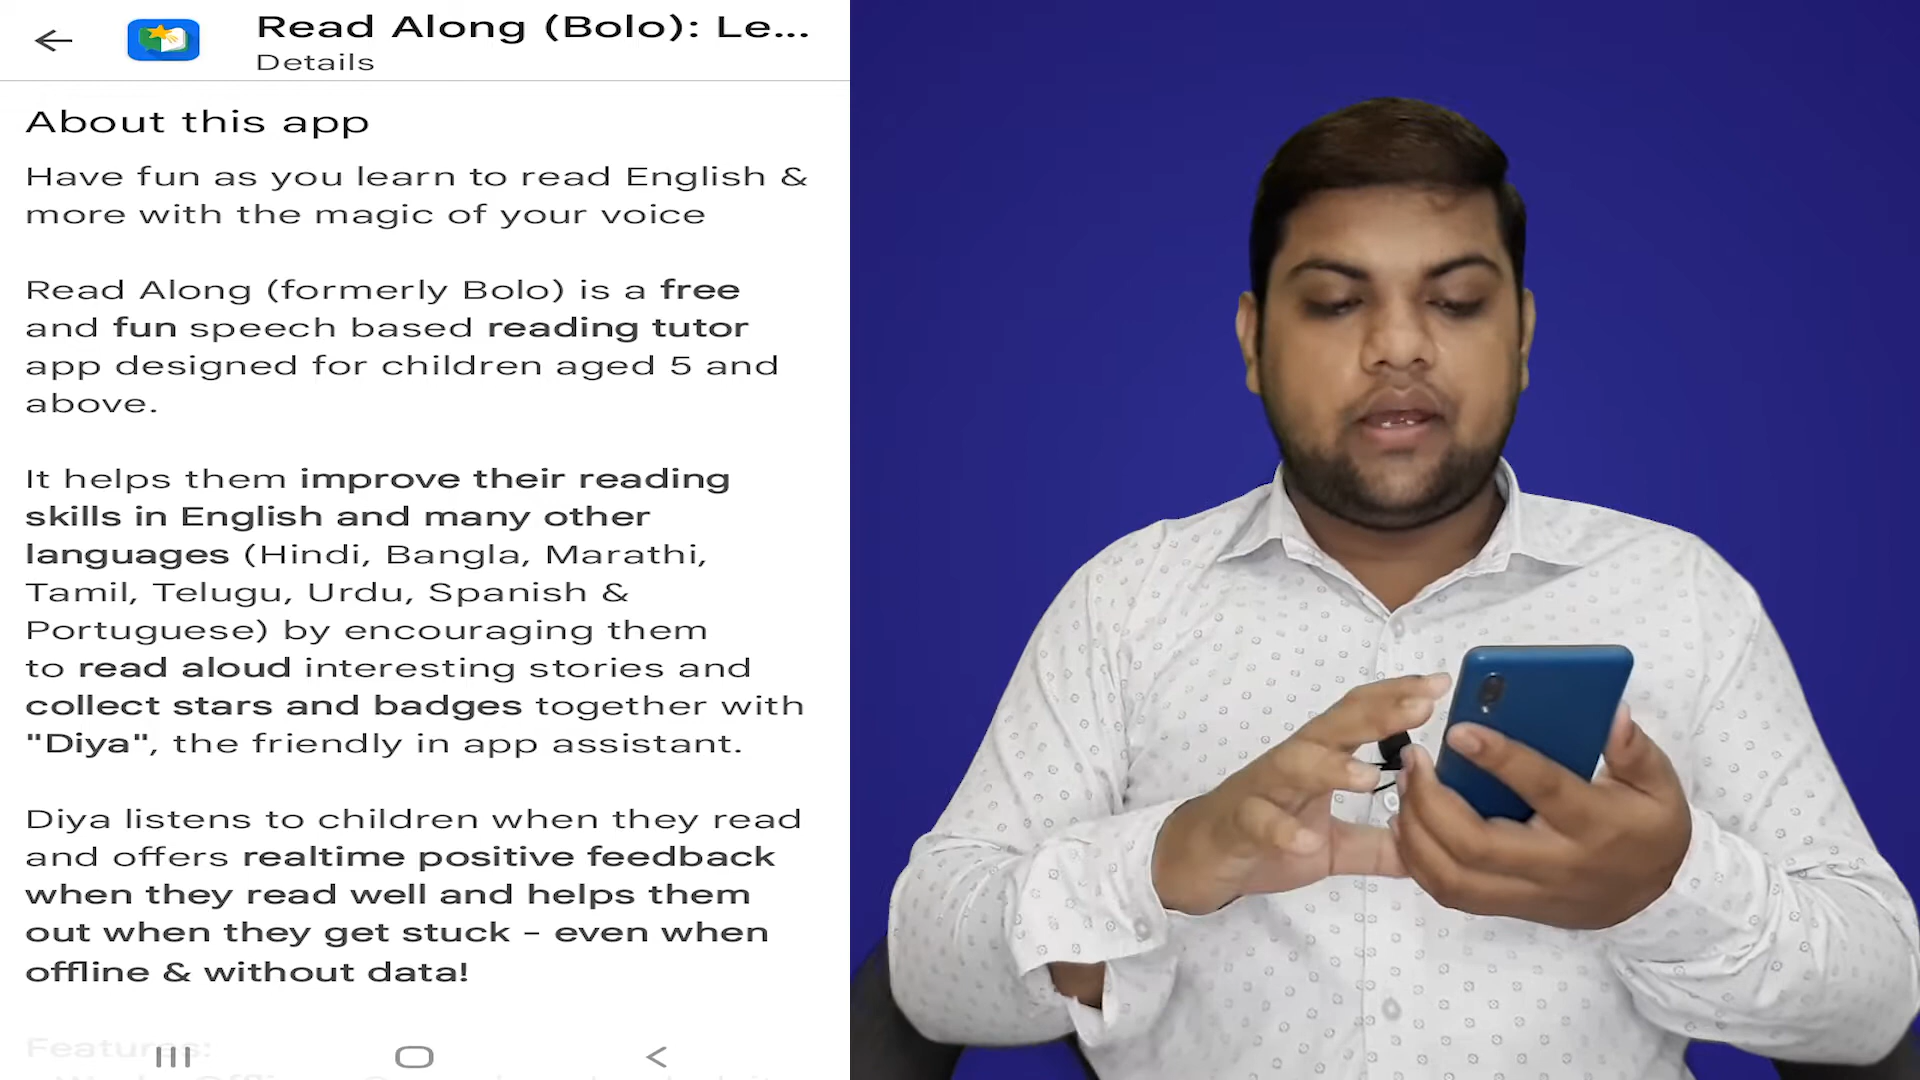 Read Along (Bolo): Le...
Details
About this app
Have fun as you learn to read English &
more with the magic of your voice
Read Along (formerly Bolo) is a free
and fun speech based reading tutor
app designed for children aged 5 and
above.
It helps them improve their reading
skills in English and many other
languages (Hindi, Bangla, Marathi,
Tamil, Telugu, Urdu, Spanish &
Portuguese) by encouraging them
to read aloud interesting stories and
collect stars and badges together with
"Diya", the friendly in app assistant.
Diya listens to children when they read
and offers realtime positive feedback
when they read well and helps them
out when they get stuck – even when
offline & without data!
Features: